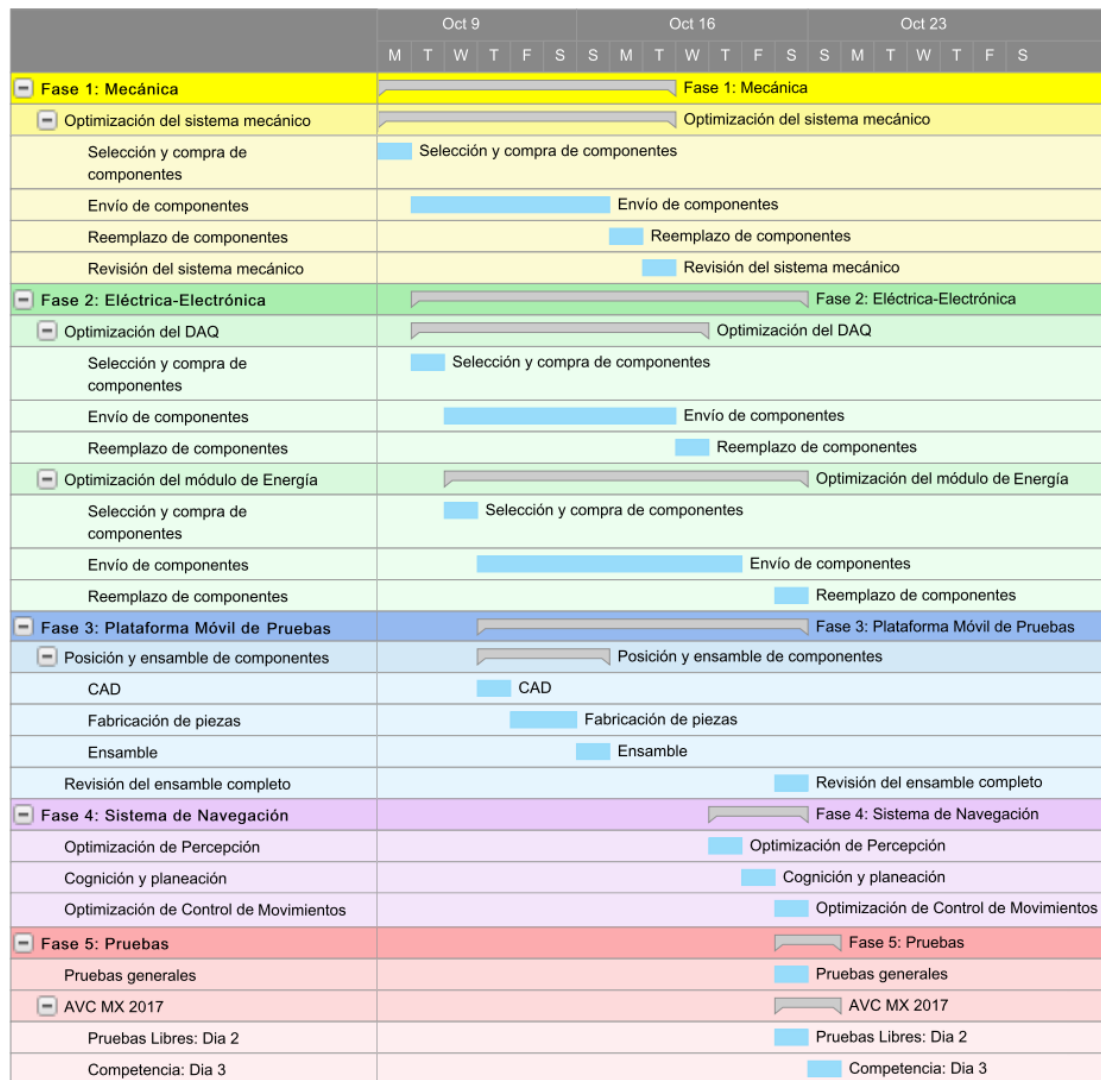 Oct 9 Oct 16 Oct 23
M T W T F S S M T W T F S S M T W T F S
Fase 1: Mecánica Fase 1: Mecánica
Optimización del sistema mecánico Optimización del sistema mecánico
Selección y compra de Selección y compra de componentes
componentes
Envío de componentes Envío de componentes
Reemplazo de componentes Reemplazo de componentes
Revisión del sistema mecánico Revisión del sistema mecánico
Fase 2: Eléctrica-Electrónica Fase 2: Eléctrica-Electrónica
Optimización del DAQ Optimización del DAQ
Selección y compra de Selección y compra de componentes
componentes
Envío de componentes Envío de componentes
Reemplazo de componentes Reemplazo de componentes
Optimización del módulo de Energía Optimización del módulo de Energía
Selección y compra de Selección y compra de componentes
componentes
Envío de componentes Envío de componentes
Reemplazo de componentes Reemplazo de componentes
Fase 3: Plataforma Móvil de Pruebas Fase 3: Plataforma Móvil de Pruebas
Posición y ensamble de componentes Posición y ensamble de componentes
CAD CAD
Fabricación de piezas Fabricación de piezas
Ensamble Ensamble
Revisión del ensamble completo Revisión del ensamble completo
Fase 4: Sistema de Navegación Fase 4: Sistema de Navegación
Optimización de Percepción Optimización de Percepción
Cognición y planeación Cognición y planeación
Optimización de Control de Movimientos Optimización de Control de Movimientos
Fase 5: Pruebas Fase 5: Pruebas
Pruebas generales Pruebas generales
AVC MX 2017 AVC MX 2017
Pruebas Libres: Dia 2 Pruebas Libres: Dia 2
Competencia: Dia 3 Competencia: Dia 3